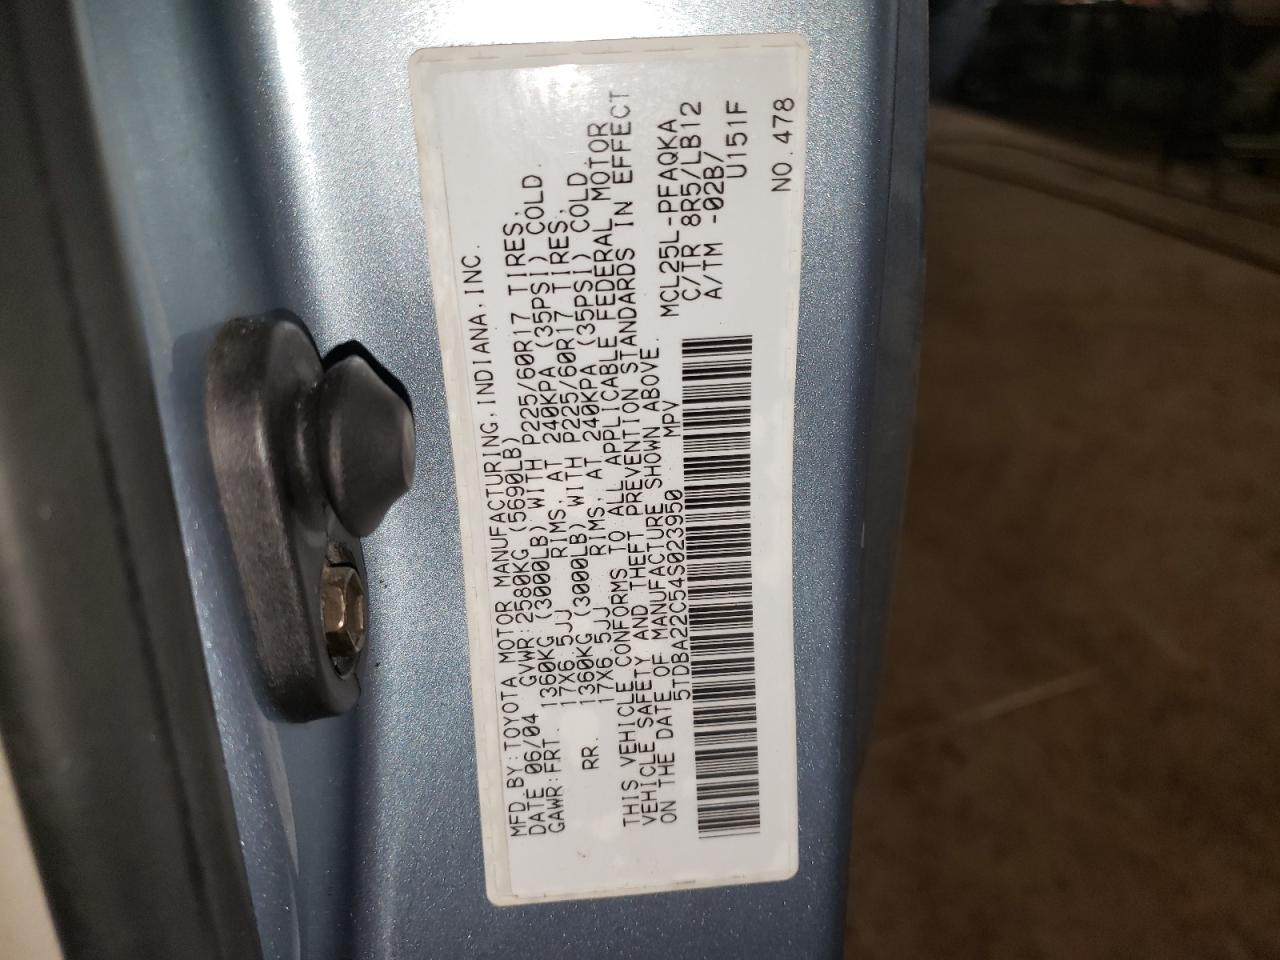 MFD.BY:TOYOTA MOTOR MANUFACTURING,INDIANA,INC.
DATE 06/04 GVWR:2580KG (5690LB)
GAWR:FRT. 1360KG (3000LB) WITH P225/60R17 TIRES,
17X6.5JJ RIMS, AT 240KPA (35PSI) COLD.
RR. 1360KG (3000LB) WITH P225/60R17 TIRES.
17X6.5JJ RIMS, AT 240KPA (35PSI) COLD.
THIS VEHICLE CONFORMS TO ALL APPLICABLE FEDERAL MOTOR
VEHICLE SAFETY AND THEFT PREVENTION STANDARDS IN EFFECT
ON THE DATE OF MANUFACTURE SHOWN ABOVE.
5TDBA22C54S023950 MPV
MCL25L-PFAQKA
C/TR 8R5/LB12
A/TM -02B/
U151F
NO.478